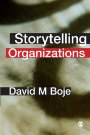 Storytelling
Organizations
David M Boje